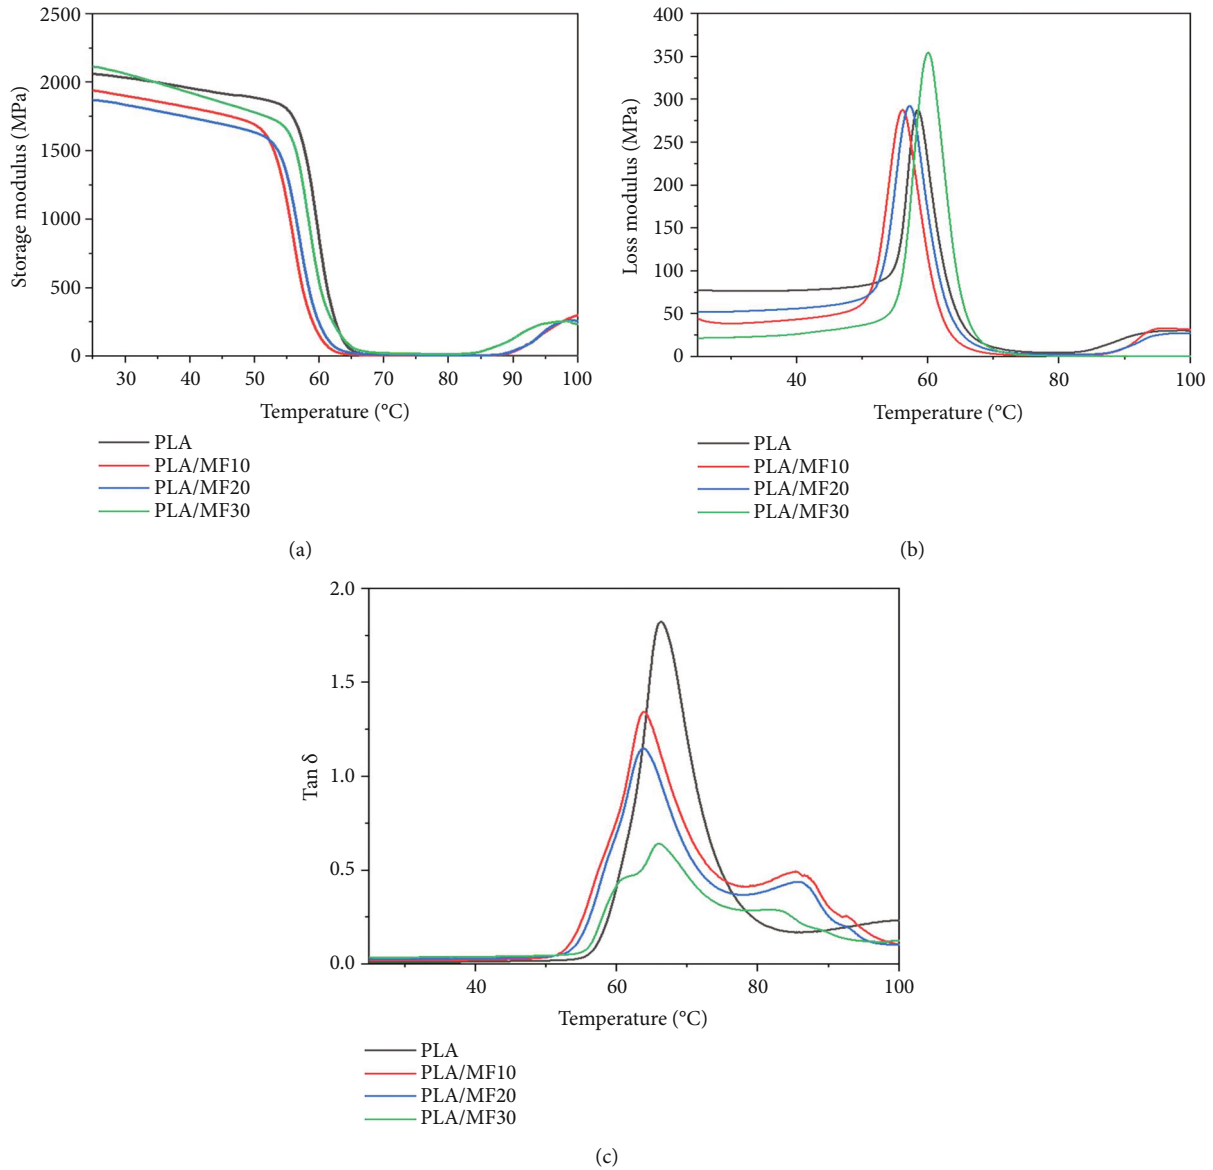 2500
2000
1500
1000
500
0
Storage modulus (MPa)
30 40 50 60 70 80 90 100
Temperature (°C)
PLA
PLA/MF10
PLA/MF20
PLA/MF30
(a)
400
350
300
250
200
150
100
50
0
Loss modulus (MPa)
40 60 80 100
Temperature (°C)
PLA
PLA/MF10
PLA/MF20
PLA/MF30
(b)
2.0
1.5
1.0
0.5
0.0
Tan δ
40 60 80 100
Temperature (°C)
PLA
PLA/MF10
PLA/MF20
PLA/MF30
(c)